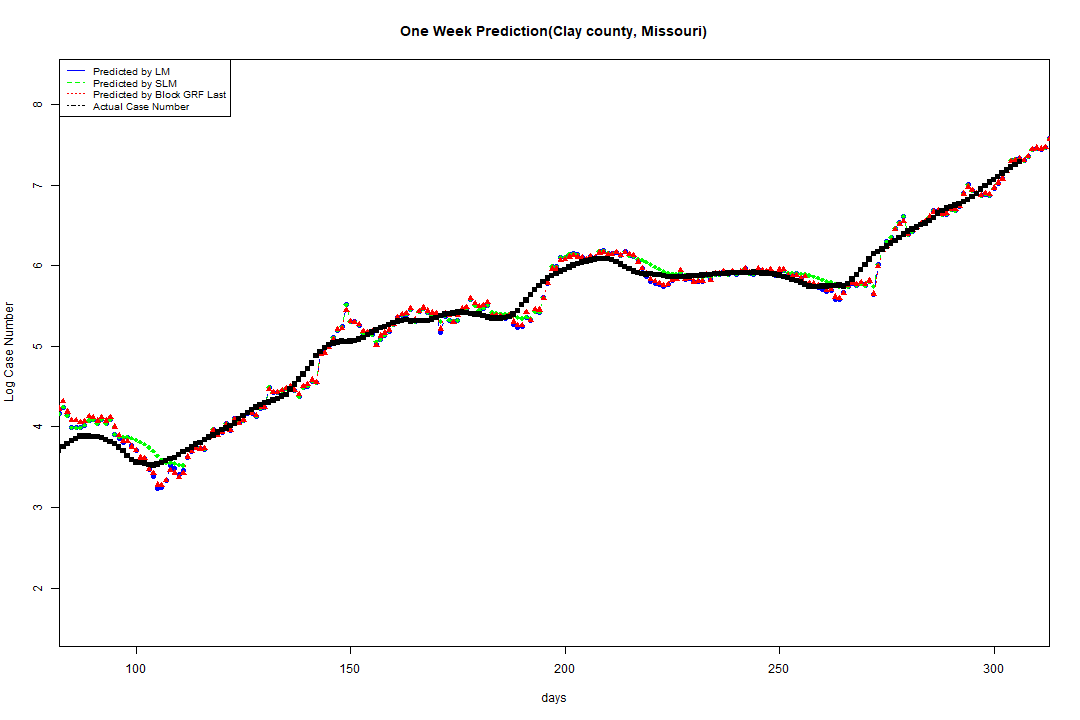 One Week Prediction(Clay county, Missouri)
Predicted by LM
Predicted by SLM
Predicted by Block GRF Last
Actual Case Number
8
7
6
5
4
3
2
Log Case Number
100 150 200 250 300
days